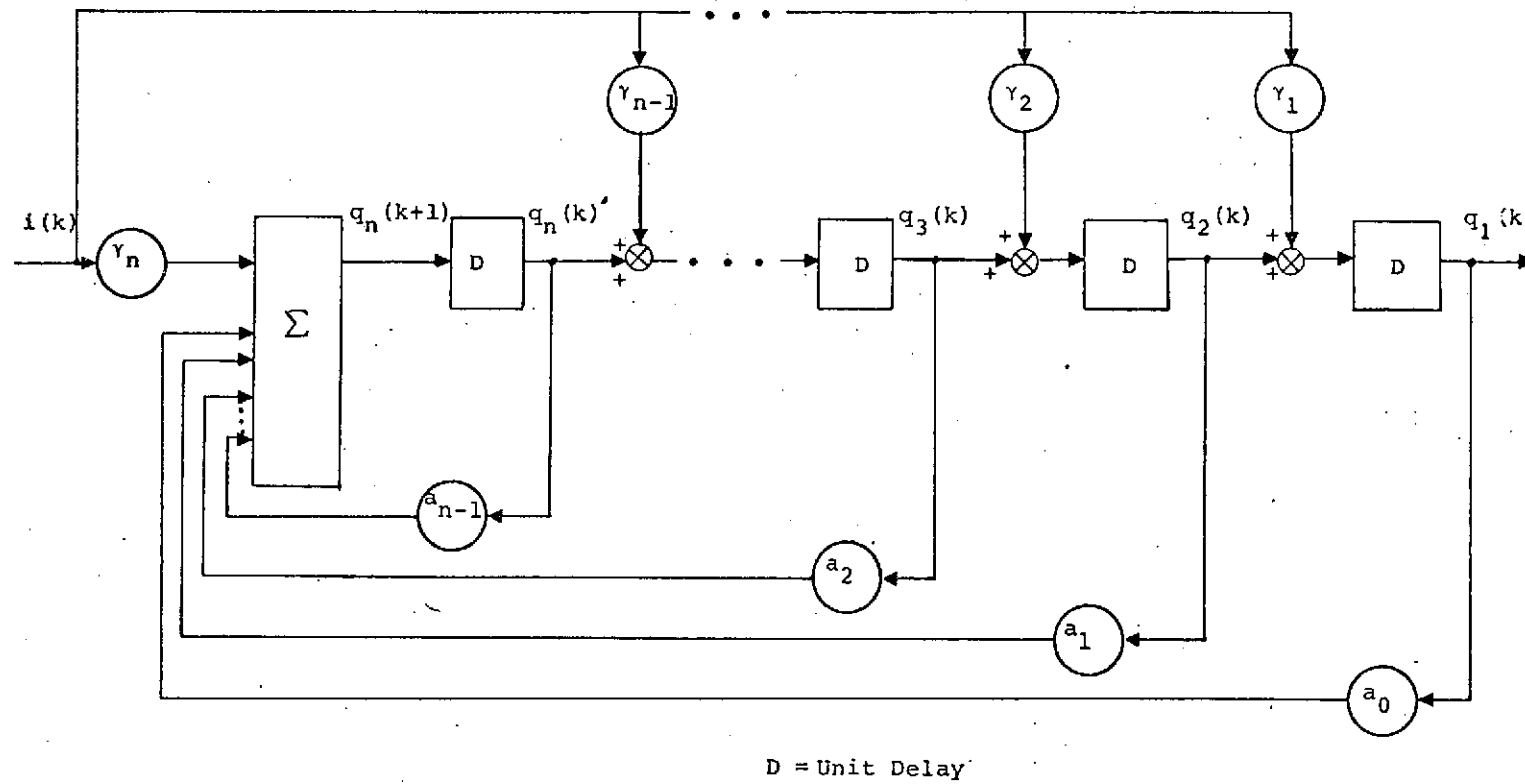 γn-1
γ2
γ1
i(k)
γn
Σ
qn(k+1)
D
qn(k)
+
+
D
q3(k)
+
+
D
q2(k)
+
+
D
q1(k
an-1
a2
a1
a0
D = Unit Delay